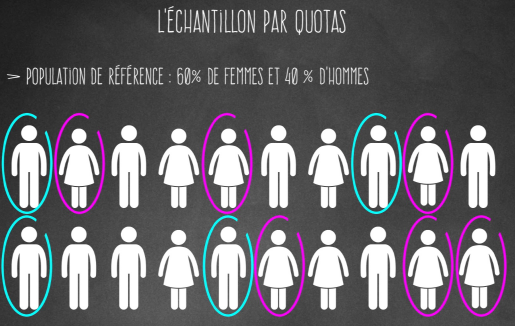 L'ÉCHANTILLON PAR QUOTAS
> POPULATION DE RÉFÉRENCE : 60% DE FEMMES ET 40 % D'HOMMES